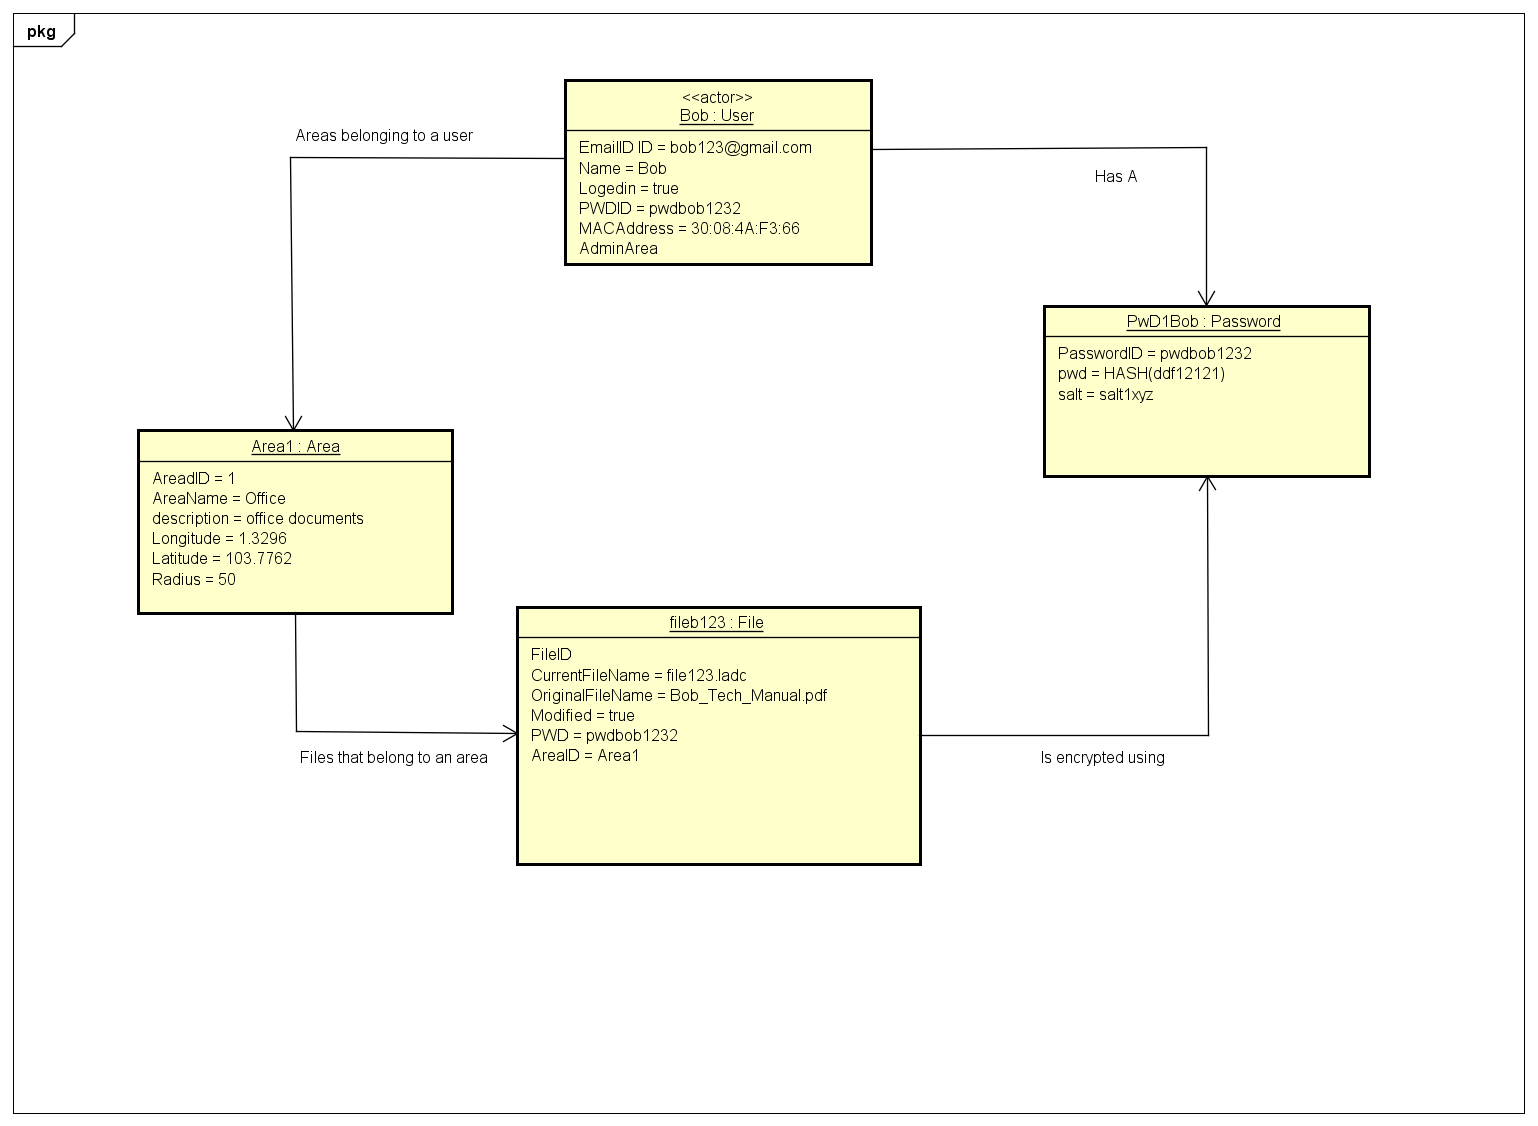 pkg
<<actor>>
Bob : User
EmailID ID = bob123@gmail.com
Name = Bob
Logedin = true
PWDID = pwdbob1232
MACAddress = 30:08:4A:F3:66
AdminArea
Areas belonging to a user
Has A
PwD1Bob : Password
PasswordID = pwdbob1232
pwd = HASH(ddf12121)
salt = salt1xyz
Area1 : Area
AreadID = 1
AreaName = Office
description = office documents
Longitude = 1.3296
Latitude = 103.7762
Radius = 50
fileb123 : File
FileID
CurrentFileName = file123.ladc
OriginalFileName = Bob_Tech_Manual.pdf
Modified = true
PWD = pwdbob1232
AreaID = Area1
Files that belong to an area
Is encrypted using